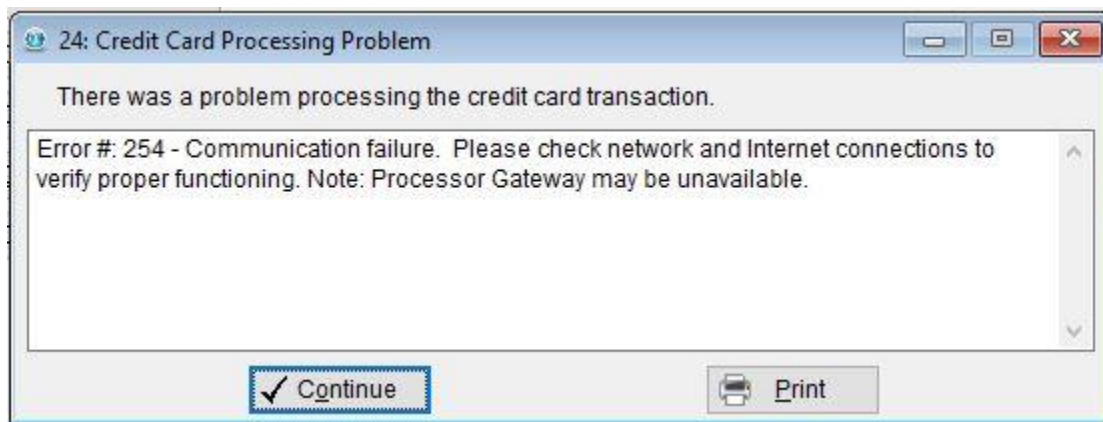 24: Credit Card Processing Problem
There was a problem processing the credit card transaction.
Error #: 254 - Communication failure.  Please check network and Internet connections to
verify proper functioning. Note: Processor Gateway may be unavailable.
Continue
Print